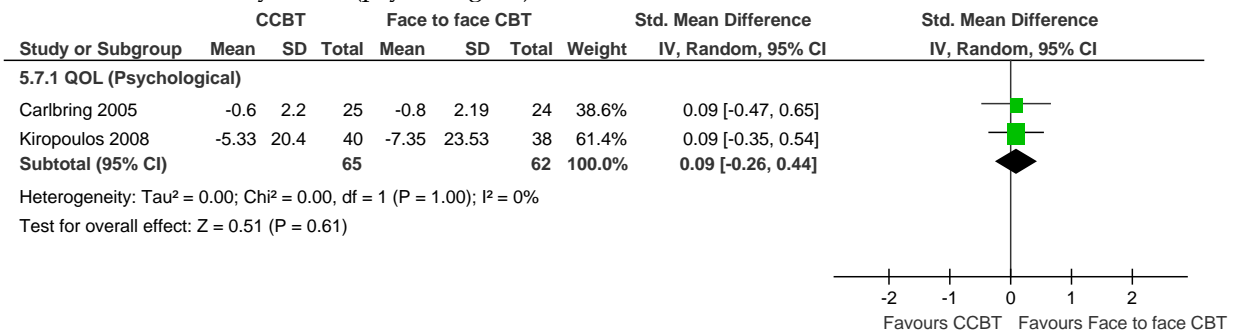 CCBT Face to face CBT Std. Mean Difference Std. Mean Difference
Study or Subgroup Mean SD Total Mean SD Total Weight IV, Random, 95% CI IV, Random, 95% CI
5.7.1 QOL (Psychological)
Carlbring 2005 -0.6 2.2 25 -0.8 2.19 24 38.6% 0.09 [-0.47, 0.65]
Kiropoulos 2008 -5.33 20.4 40 -7.35 23.53 38 61.4% 0.09 [-0.35, 0.54]
Subtotal (95% CI) 65 62 100.0% 0.09 [-0.26, 0.44]
Heterogeneity: Tau² = 0.00; Chi² = 0.00, df = 1 (P = 1.00); I² = 0%
Test for overall effect: Z = 0.51 (P = 0.61)
-2 -1 0 1 2
Favours CCBT Favours Face to face CBT